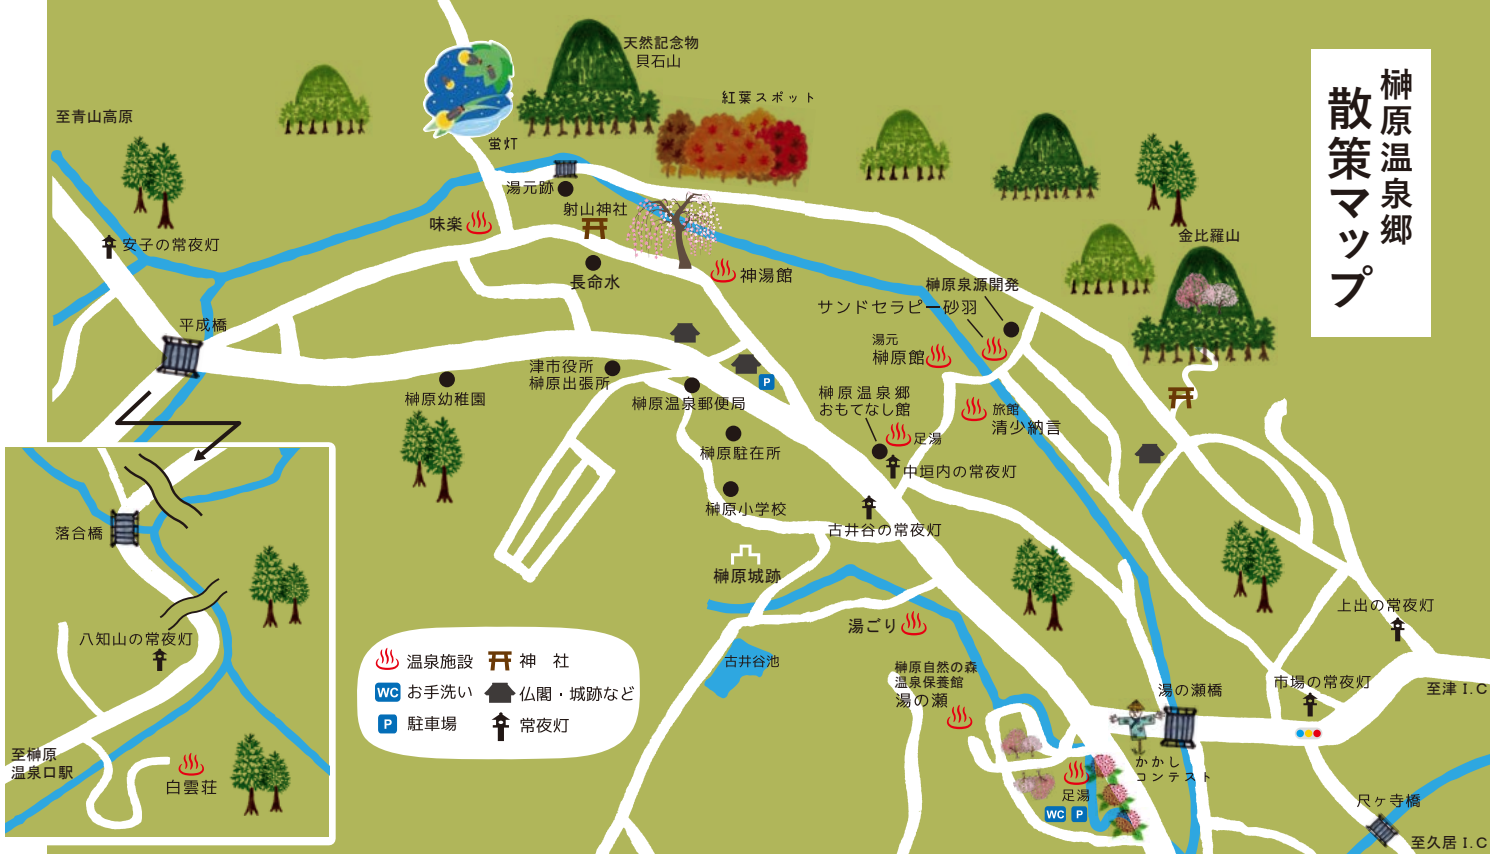 榊原温泉郷
散策マップ
天然記念物
貝石山
紅葉スポット
至青山高原
蛍灯
湯元跡
射山神社
味楽
安子の常夜灯
金比羅山
長命水
神湯館
榊原泉源開発
サンドセラピー砂羽
平成橋
湯元
榊原館
津市役所
榊原出張所
P
榊原幼稚園
榊原温泉郵便局
榊原温泉郷
おもてなし館
足湯
旅館
清少納言
榊原駐在所
中垣内の常夜灯
榊原小学校
古井谷の常夜灯
落合橋
榊原城跡
上出の常夜灯
湯ごり
八知山の常夜灯
温泉施設
神 社
WC
お手洗い
仏閣・城跡など
P
駐車場
常夜灯
古井谷池
榊原自然の森
温泉保養館
湯の瀬
湯の瀬橋
市場の常夜灯
至津 I.C
至榊原
温泉口駅
白雲荘
かかし
コンテスト
足湯
WC
P
尺ヶ寺橋
至久居 I.C